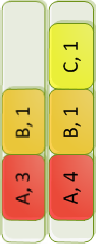 C, 1
B, 1
B, 1
A, 3
A, 4